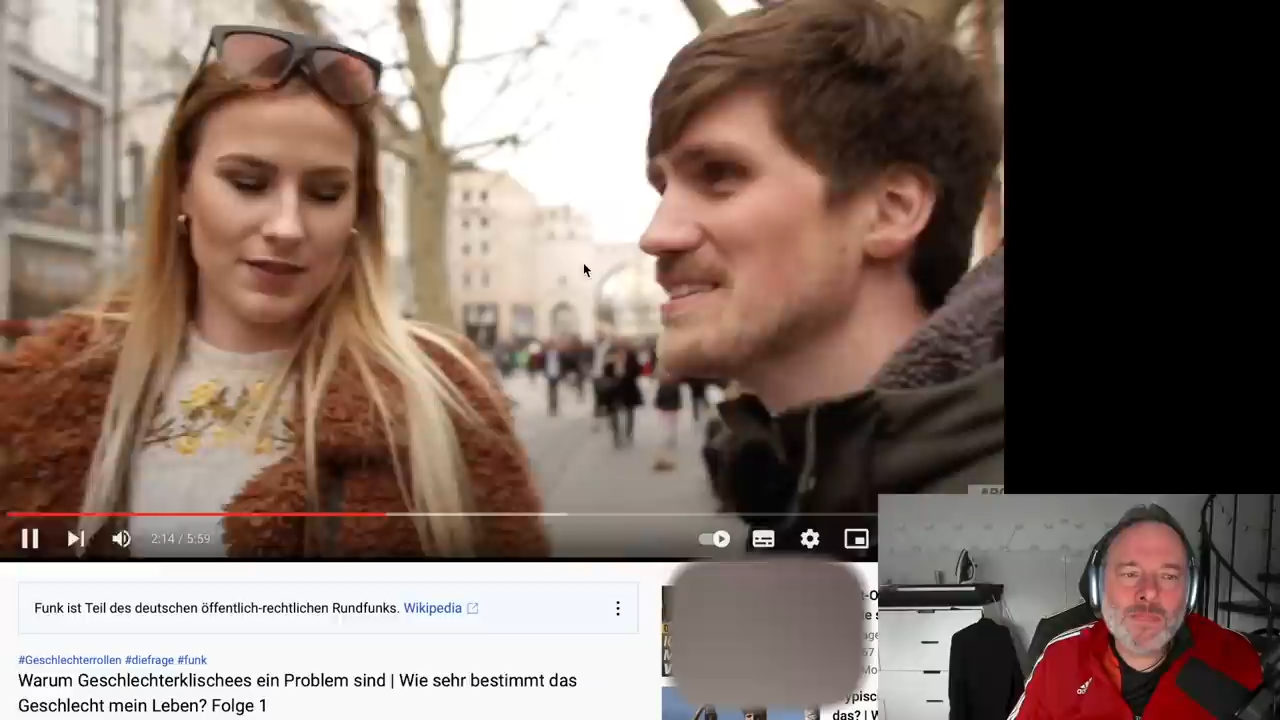 2:14 / 5:59
Funk ist Teil des deutschen öffentlich-rechtlichen Rundfunks. Wikipedia
#Geschlechterrollen #diefrage #funk
Warum Geschlechterklischees ein Problem sind | Wie sehr bestimmt das
Geschlecht mein Leben? Folge 1
das? | W